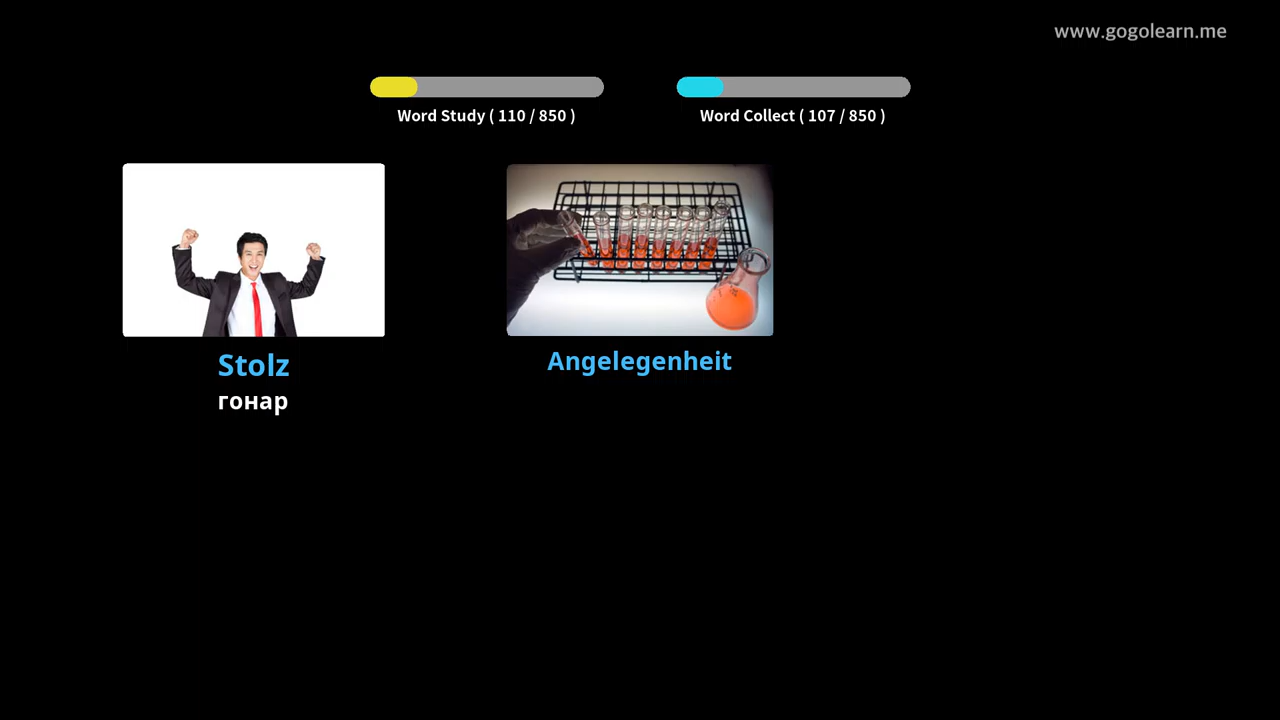 www.gogolearn.me
Word Study ( 110 / 850 )
Word Collect ( 107 / 850 )
Stolz
гонар
Angelegenheit